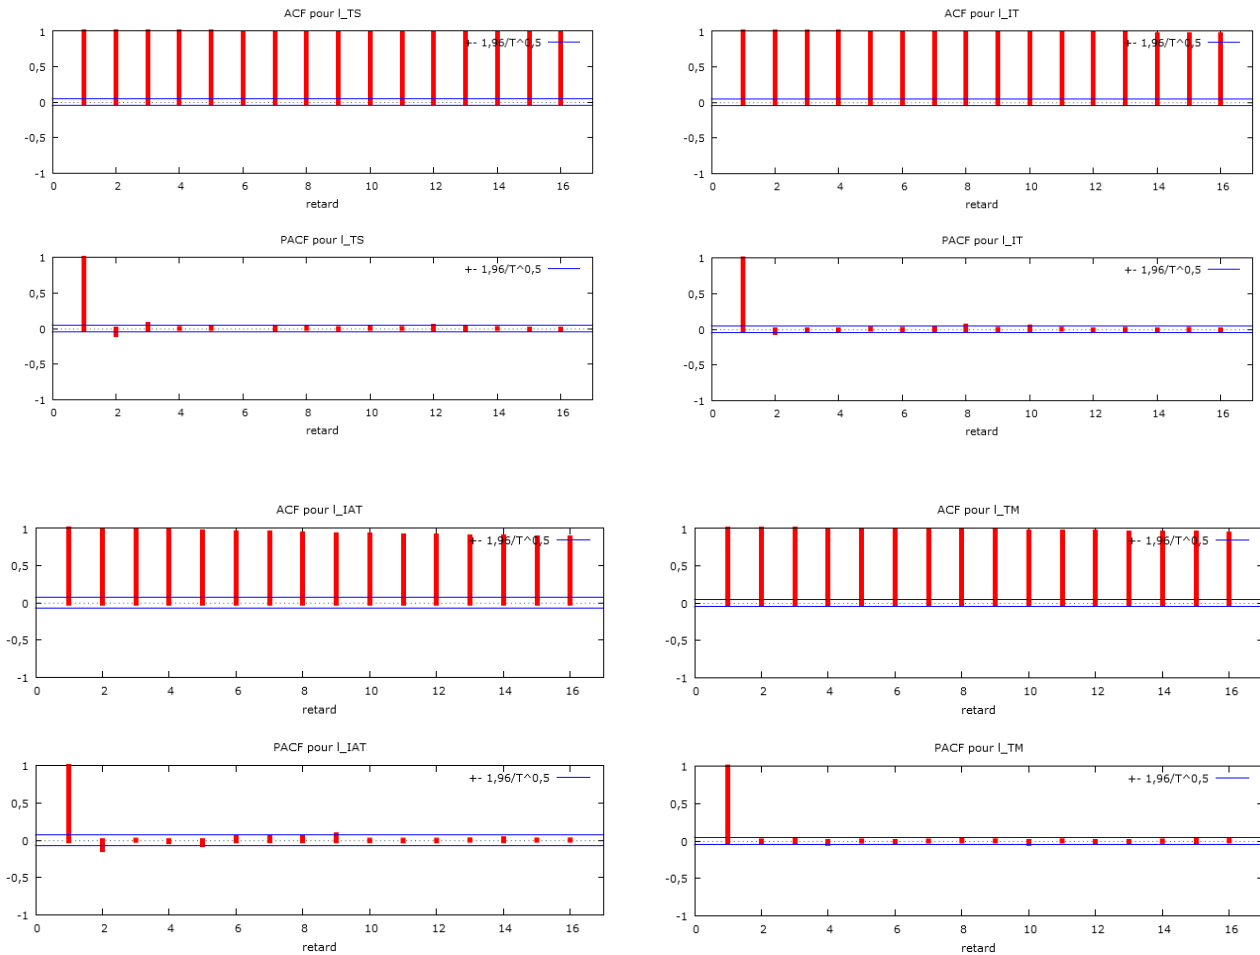 ACF pour l_TS
+- 1,96/T^0,5
1
0,5
0
-0,5
-1
0 2 4 6 8 10 12 14 16
retard
PACF pour l_TS
+- 1,96/T^0,5
1
0,5
0
-0,5
-1
0 2 4 6 8 10 12 14 16
retard
ACF pour l_IT
+- 1,96/T^0,5
1
0,5
0
-0,5
-1
0 2 4 6 8 10 12 14 16
retard
PACF pour l_IT
+- 1,96/T^0,5
1
0,5
0
-0,5
-1
0 2 4 6 8 10 12 14 16
retard
ACF pour l_IAT
+- 1,96/T^0,5
1
0,5
0
-0,5
-1
0 2 4 6 8 10 12 14 16
retard
PACF pour l_IAT
+- 1,96/T^0,5
1
0,5
0
-0,5
-1
0 2 4 6 8 10 12 14 16
retard
ACF pour l_TM
+- 1,96/T^0,5
1
0,5
0
-0,5
-1
0 2 4 6 8 10 12 14 16
retard
PACF pour l_TM
+- 1,96/T^0,5
1
0,5
0
-0,5
-1
0 2 4 6 8 10 12 14 16
retard